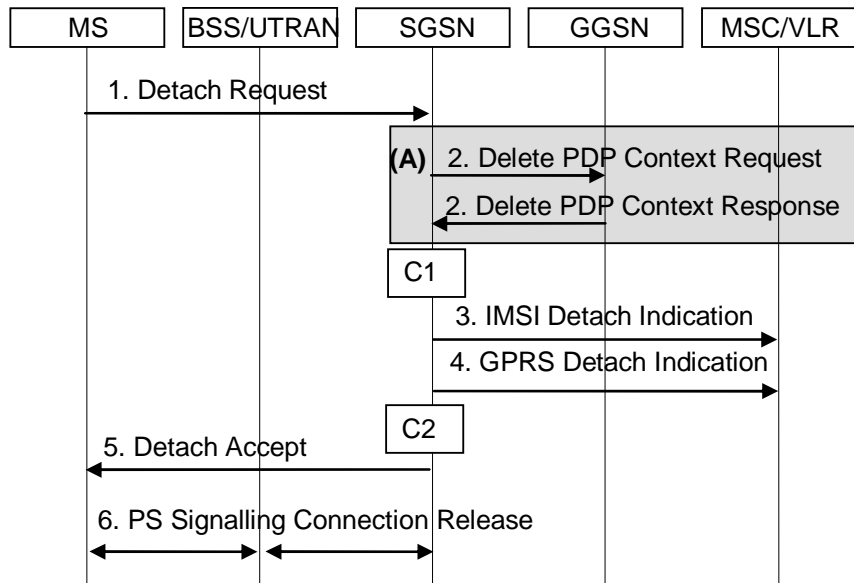 MS BSS/UTRAN SGSN GGSN MSC/VLR
1. Detach Request
(A) 2. Delete PDP Context Request
2. Delete PDP Context Response
C1
3. IMSI Detach Indication
4. GPRS Detach Indication
C2
5. Detach Accept
6. PS Signalling Connection Release